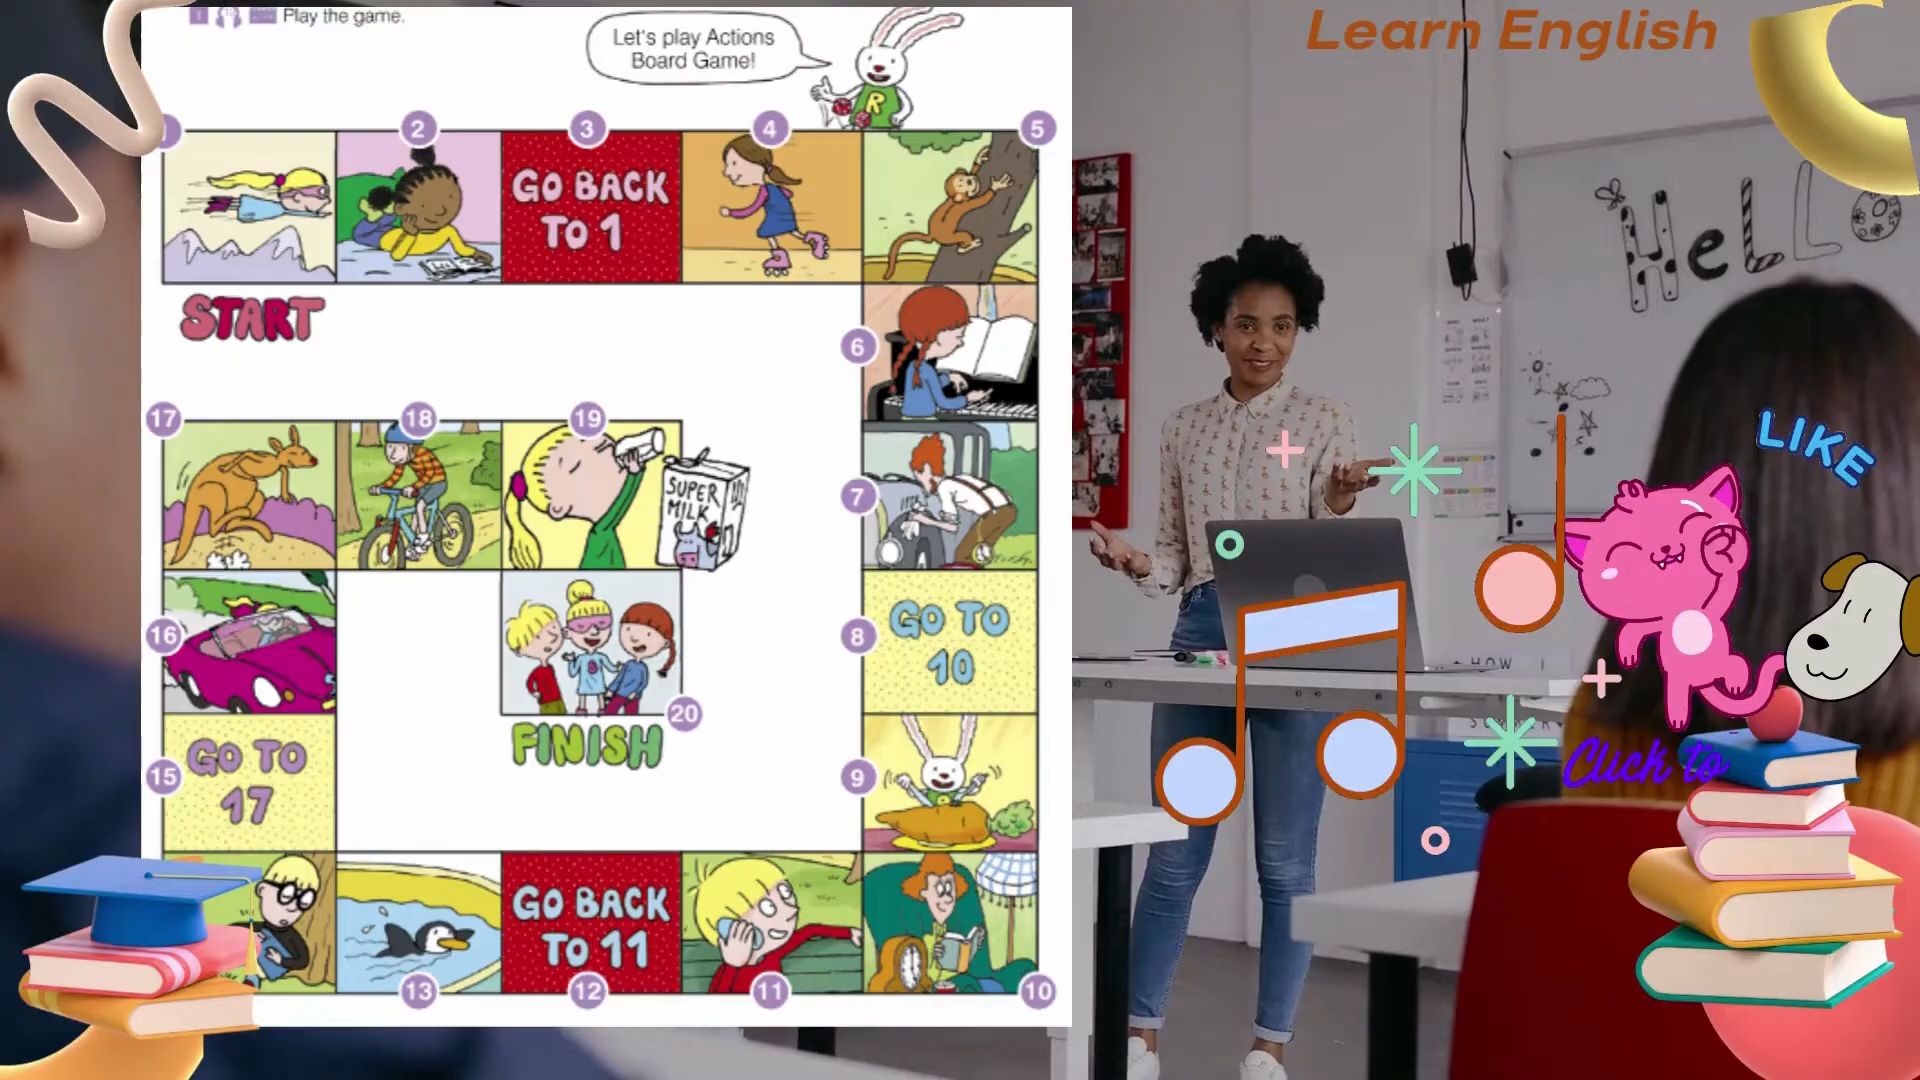 1 Play the game.
Let's play Actions
Board Game!
Learn English
R
2
3
4
5
GO BACK
TO 1
HELLO
START
6
LIKE
17
18
19
SUPER
MILK
7
16
GO TO
10
8
20
FINISH
GO TO
17
15
9
Click to
GO BACK
TO 11
13
12
11
10